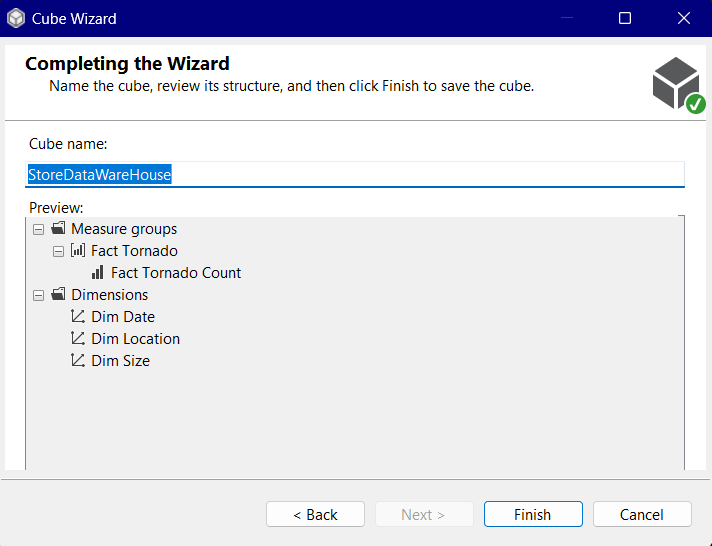 Cube Wizard
Completing the Wizard
Name the cube, review its structure, and then click Finish to save the cube.
Cube name:
StoreDataWareHouse
Preview:
Measure groups
Fact Tornado
Fact Tornado Count
Dimensions
Dim Date
Dim Location
Dim Size
< Back
Next >
Finish
Cancel